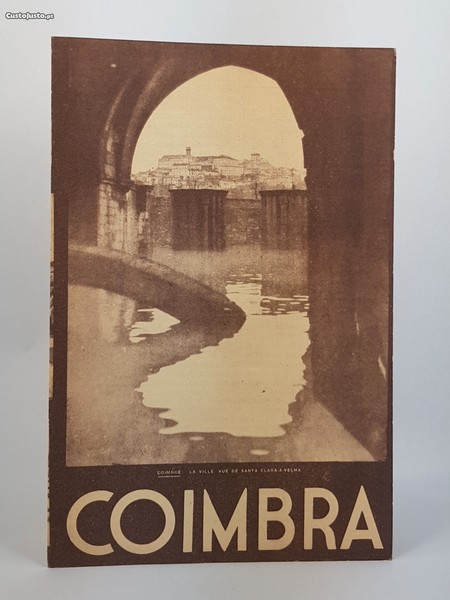 CustoJusto.pt
COIMBRE. LA VILLE, VUE DE SANTA CLARA-A-VELHA
COIMBRA